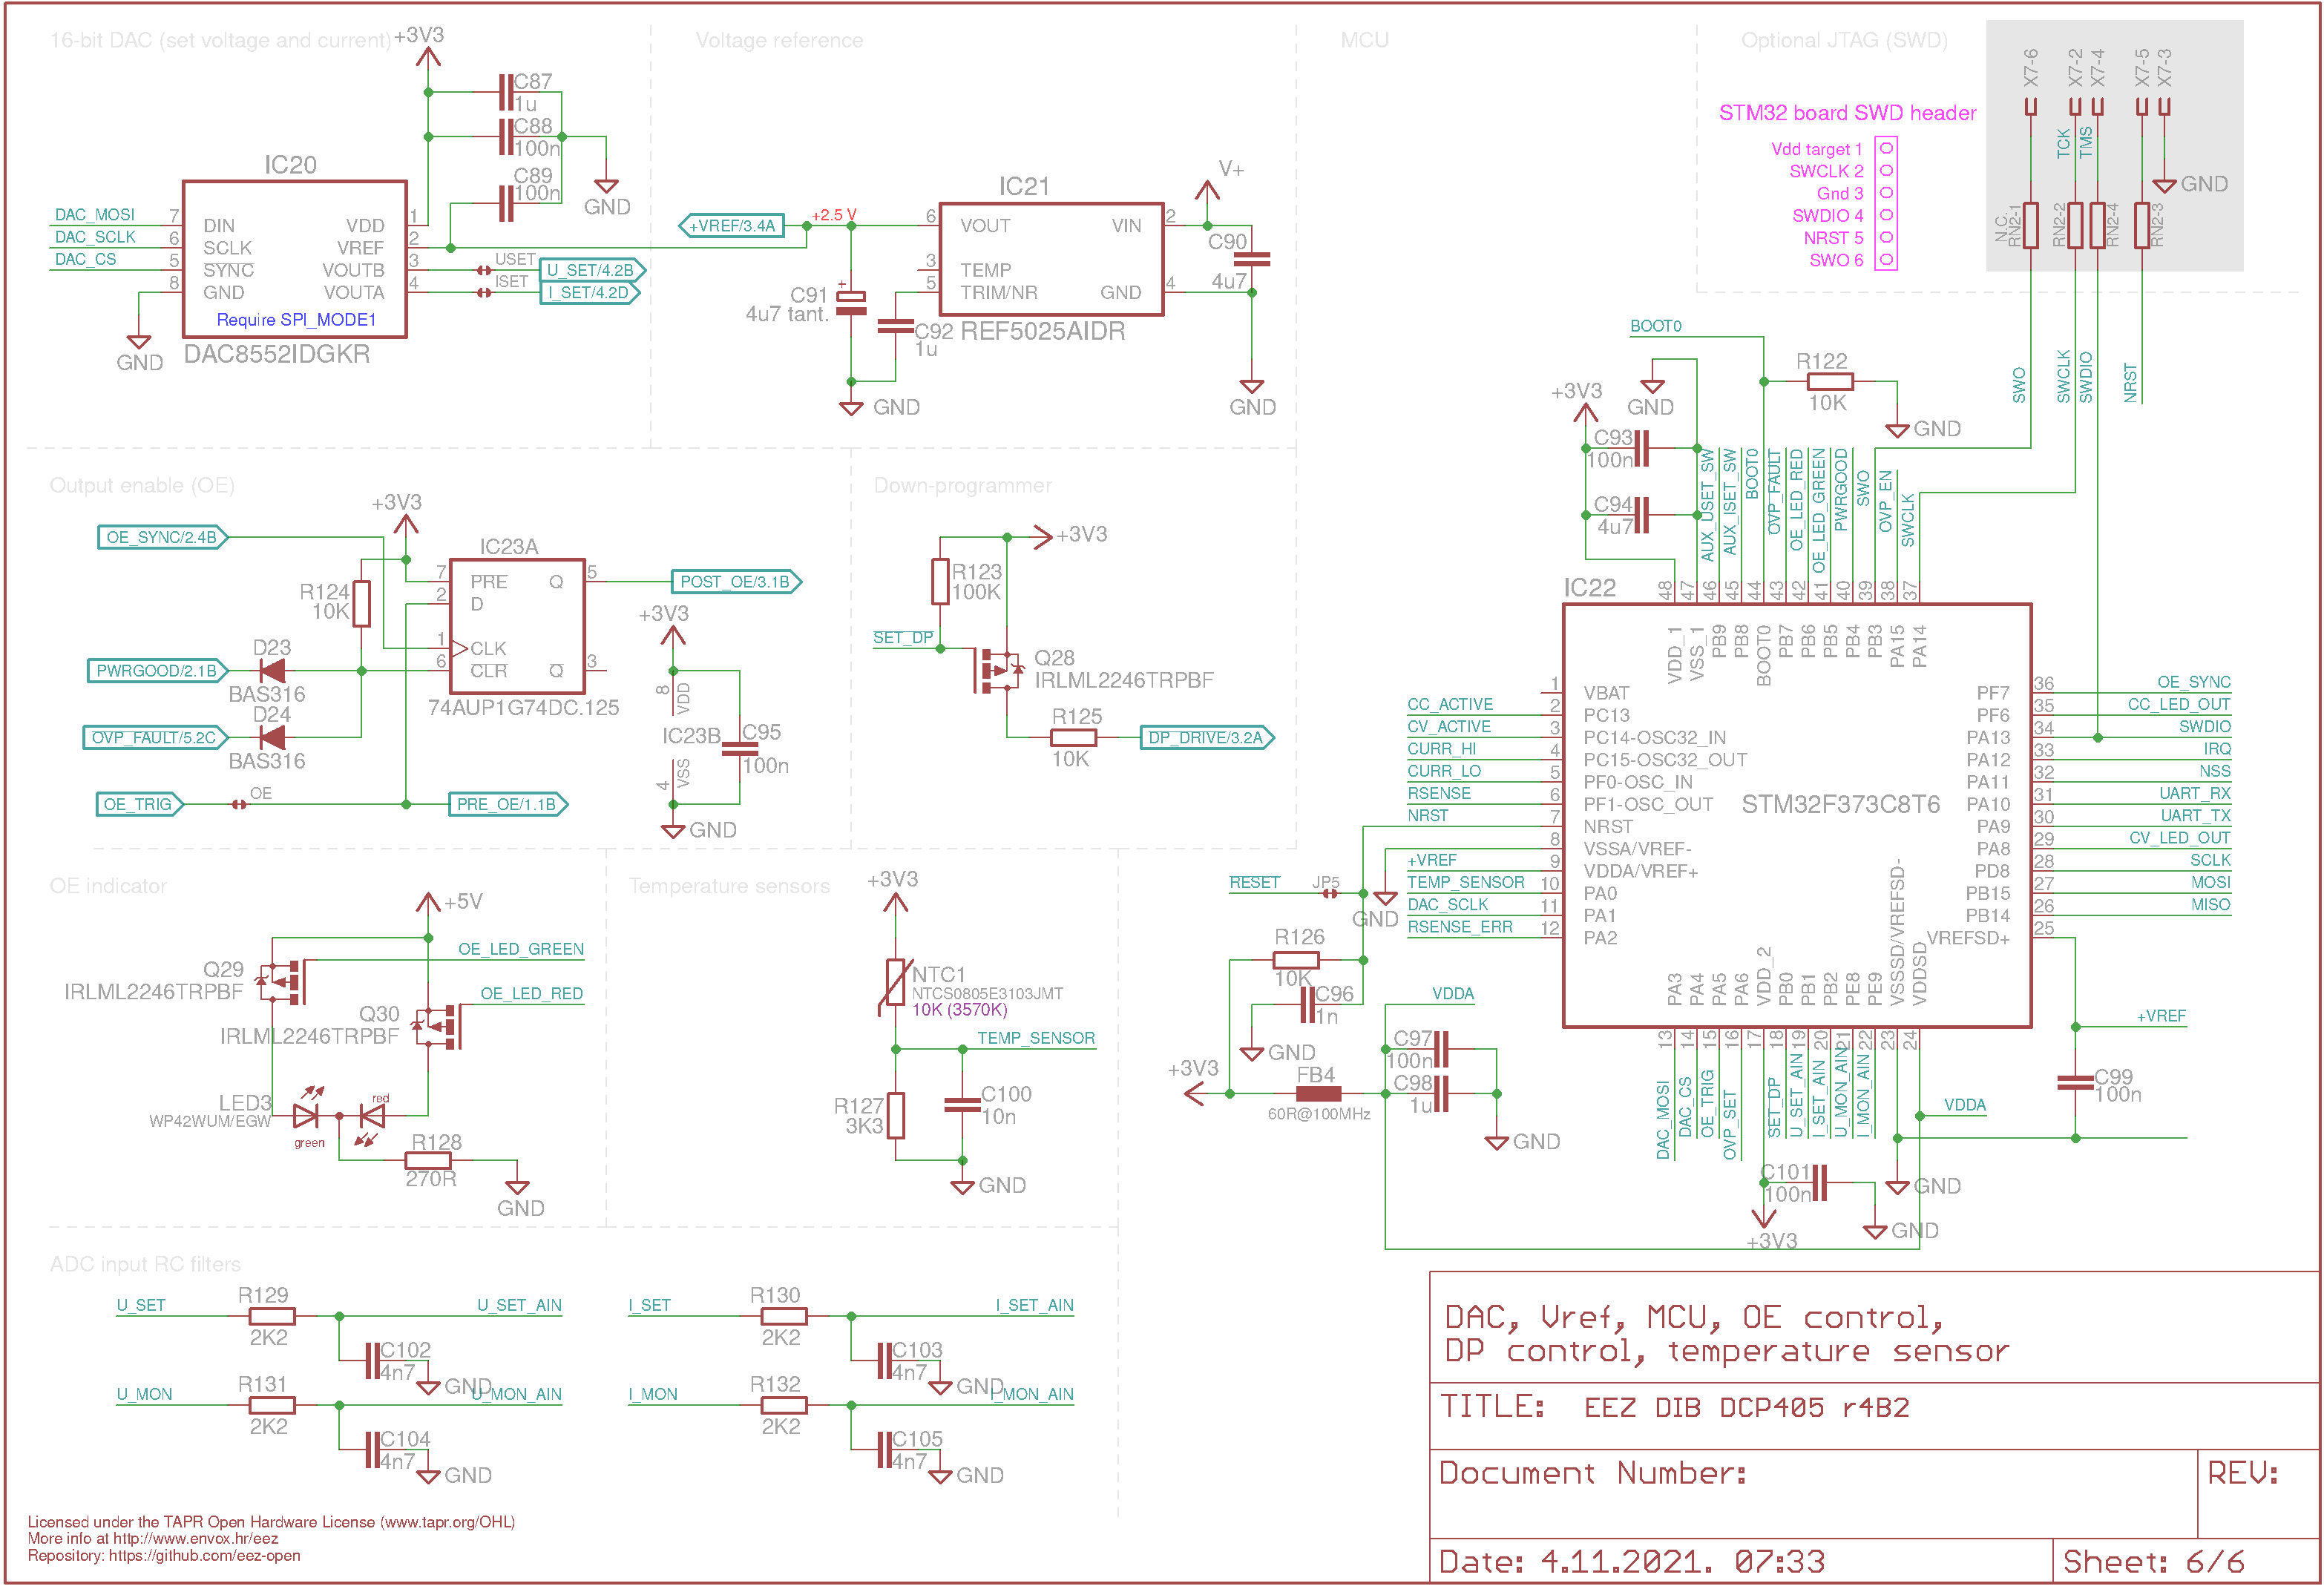 16-bit DAC (set voltage and current)
+3V3
C87
1u
C88
100n
C89
100n
GND
IC20
DAC_MOSI
DAC_SCLK
DAC_CS
7 DIN VDD 1
6 SCLK VREF 2
5 SYNC VOUTB 3
8 GND VOUTA 4
Require SPI_MODE1
DAC8552IDGKR
GND
USET
U_SET/4.2B
ISET
I_SET/4.2D
Voltage reference
+VREF/3.4A
+2.5 V
IC21
6 VOUT VIN 2
3 TEMP
5 TRIM/NR GND 4
REF5025AIDR
V+
C90
4u7
C91
+
4u7 tant.
C92
1u
GND
GND
MCU
Optional JTAG (SWD)
STM32 board SWD header
Vdd target 1
SWCLK 2
Gnd 3
SWDIO 4
NRST 5
SWO 6
X7-6
X7-2
X7-4
X7-5
X7-3
TCK
TMS
GND
N.C.
RN2-1
RN2-2
RN2-4
RN2-3
SWO
SWCLK
SWDIO
NRST
BOOT0
R122
10K
GND
GND
+3V3
C93
100n
C94
4u7
AUX_USET_SW
AUX_ISET_SW
BOOT0
OVP_FAULT
OE_LED_RED
OE_LED_GREEN
PWRGOOD
SWO
OVP_EN
SWCLK
IC22
48 47 46 45 44 43 42 41 40 39 38 37
VDD_1
VSS_1
PB9
PB8
BOOT0
PB7
PB6
PB5
PB4
PB3
PA15
PA14
STM32F373C8T6
1 VBAT
CC_ACTIVE 2 PC13
CV_ACTIVE 3 PC14-OSC32_IN
CURR_HI 4 PC15-OSC32_OUT
CURR_LO 5 PF0-OSC_IN
RSENSE 6 PF1-OSC_OUT
NRST 7 NRST
8 VSSA/VREF-
+VREF 9 VDDA/VREF+
TEMP_SENSOR 10 PA0
DAC_SCLK 11 PA1
RSENSE_ERR 12 PA2
PF7 36 OE_SYNC
PF6 35 CC_LED_OUT
PA13 34 SWDIO
PA12 33 IRQ
PA11 32 NSS
PA10 31 UART_RX
PA9 30 UART_TX
PA8 29 CV_LED_OUT
PD8 28 SCLK
PB15 27 MOSI
PB14 26 MISO
VREFSD+ 25
PA3
PA4
PA5
PA6
VDD_2
PB0
PB1
PB2
PE8
PE9
VSSSD/VREFSD-
VDDSD
13 14 15 16 17 18 19 20 21 22 23 24
DAC_MOSI
DAC_CS
OE_TRIG
OVP_SET
SET_DP
U_SET_AIN
I_SET_AIN
U_MON_AIN
I_MON_AIN
RESET
JP5
GND
R126
10K
C96
1n
GND
VDDA
C97
100n
C98
1u
GND
+3V3
FB4
60R@100MHz
+VREF
C99
100n
VDDA
C101
100n
GND
GND
+3V3
Output enable (OE)
OE_SYNC/2.4B
+3V3
IC23A
R124
10K
7 PRE Q 5
2 D
1 CLK
6 CLR Q 3
74AUP1G74DC.125
POST_OE/3.1B
D23
PWRGOOD/2.1B
BAS316
D24
OVP_FAULT/5.2C
BAS316
OE_TRIG
OE
PRE_OE/1.1B
+3V3
8
VDD
IC23B
C95
100n
4
VSS
GND
Down-programmer
+3V3
R123
100K
SET_DP
Q28
IRLML2246TRPBF
R125
10K
DP_DRIVE/3.2A
OE indicator
+5V
OE_LED_GREEN
Q29
IRLML2246TRPBF
OE_LED_RED
Q30
IRLML2246TRPBF
LED3
WP42WUM/EGW
red
green
R128
270R
GND
Temperature sensors
+3V3
NTC1
NTCS0805E3103JMT
10K (3570K)
TEMP_SENSOR
R127
3K3
C100
10n
GND
ADC input RC filters
U_SET
R129
2K2
U_SET_AIN
C102
4n7
GND
I_SET
R130
2K2
I_SET_AIN
C103
4n7
GND
U_MON
R131
2K2
U_MON_AIN
C104
4n7
GND
I_MON
R132
2K2
I_MON_AIN
C105
4n7
GND
Licensed under the TAPR Open Hardware License (www.tapr.org/OHL)
More info at http://www.envox.hr/eez
Repository: https://github.com/eez-open
DAC, Vref, MCU, OE control,
DP control, temperature sensor
TITLE: EEZ DIB DCP405 r4B2
Document Number:
REV:
Date: 4.11.2021. 07:33
Sheet: 6/6